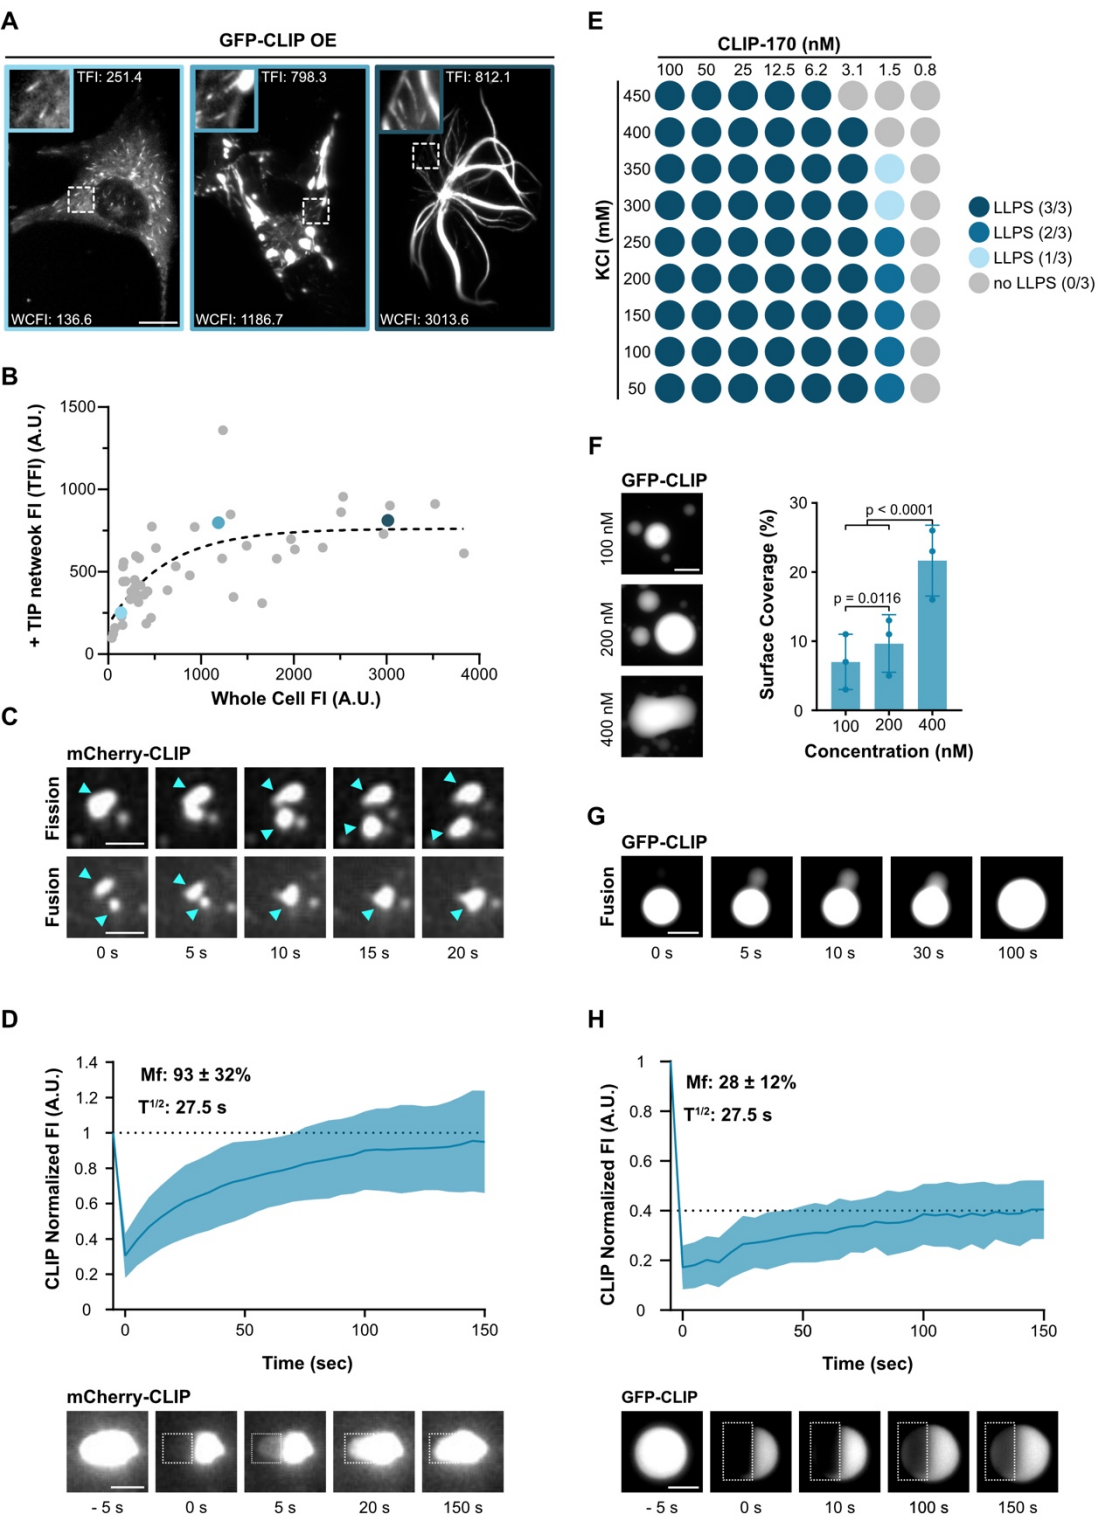 A
GFP-CLIP OE
TFI: 251.4
TFI: 798.3
TFI: 812.1
WCFI: 136.6
WCFI: 1186.7
WCFI: 3013.6
B
+ TIP netweok FI (TFI) (A.U.)
1500
1000
500
0
0 1000 2000 3000 4000
Whole Cell FI (A.U.)
C
mCherry-CLIP
Fission
Fusion
0 s 5 s 10 s 15 s 20 s
D
CLIP Normalized FI (A.U.)
1.4
1.2
1
0.8
0.6
0.4
0.2
0
Mf: 93 ± 32%
T1/2: 27.5 s
0 50 100 150
Time (sec)
mCherry-CLIP
- 5 s 0 s 5 s 20 s 150 s
E
CLIP-170 (nM)
100 50 25 12.5 6.2 3.1 1.5 0.8
KCl (mM)
450
400
350
300
250
200
150
100
50
LLPS (3/3)
LLPS (2/3)
LLPS (1/3)
no LLPS (0/3)
F
GFP-CLIP
100 nM
200 nM
400 nM
Surface Coverage (%)
30
20
10
0
p < 0.0001
p = 0.0116
100 200 400
Concentration (nM)
G
GFP-CLIP
Fusion
0 s 5 s 10 s 30 s 100 s
H
CLIP Normalized FI (A.U.)
1
0.8
0.6
0.4
0.2
0
Mf: 28 ± 12%
T1/2: 27.5 s
0 50 100 150
Time (sec)
GFP-CLIP
- 5 s 0 s 10 s 100 s 150 s